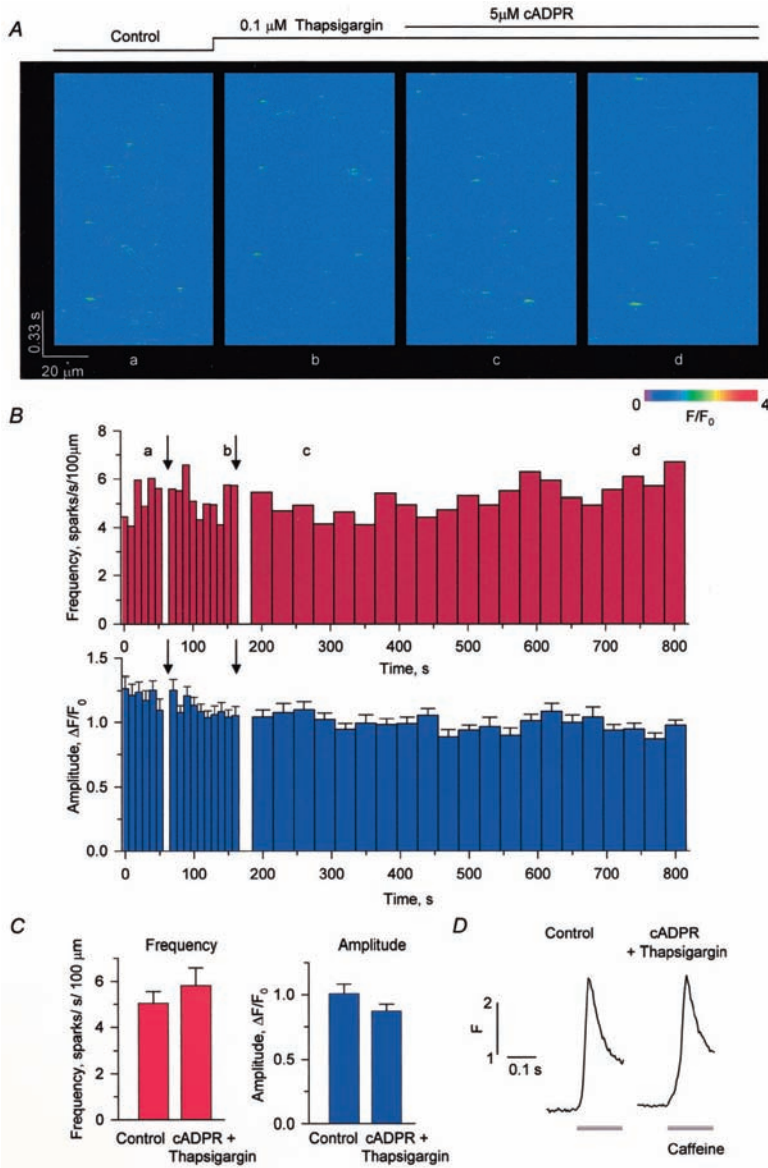 A
Control
0.1 μM Thapsigargin
5μM cADPR
0.33 s
20 μm
a
b
c
d
0
4
F/F0
B
Frequency, sparks/s/100μm
8
6
4
2
0
a
b
c
d
0 100 200 300 400 500 600 700 800
Time, s
Amplitude, ΔF/F0
1.5
1.0
0.5
0.0
0 100 200 300 400 500 600 700 800
Time, s
C
Frequency, sparks/ s/ 100 μm
Frequency
6
4
2
0
Control
cADPR +
Thapsigargin
Amplitude, ΔF/F0
Amplitude
1.0
0.5
0.0
Control
cADPR +
Thapsigargin
D
Control
cADPR
+ Thapsigargin
F
2
1
0.1 s
Caffeine